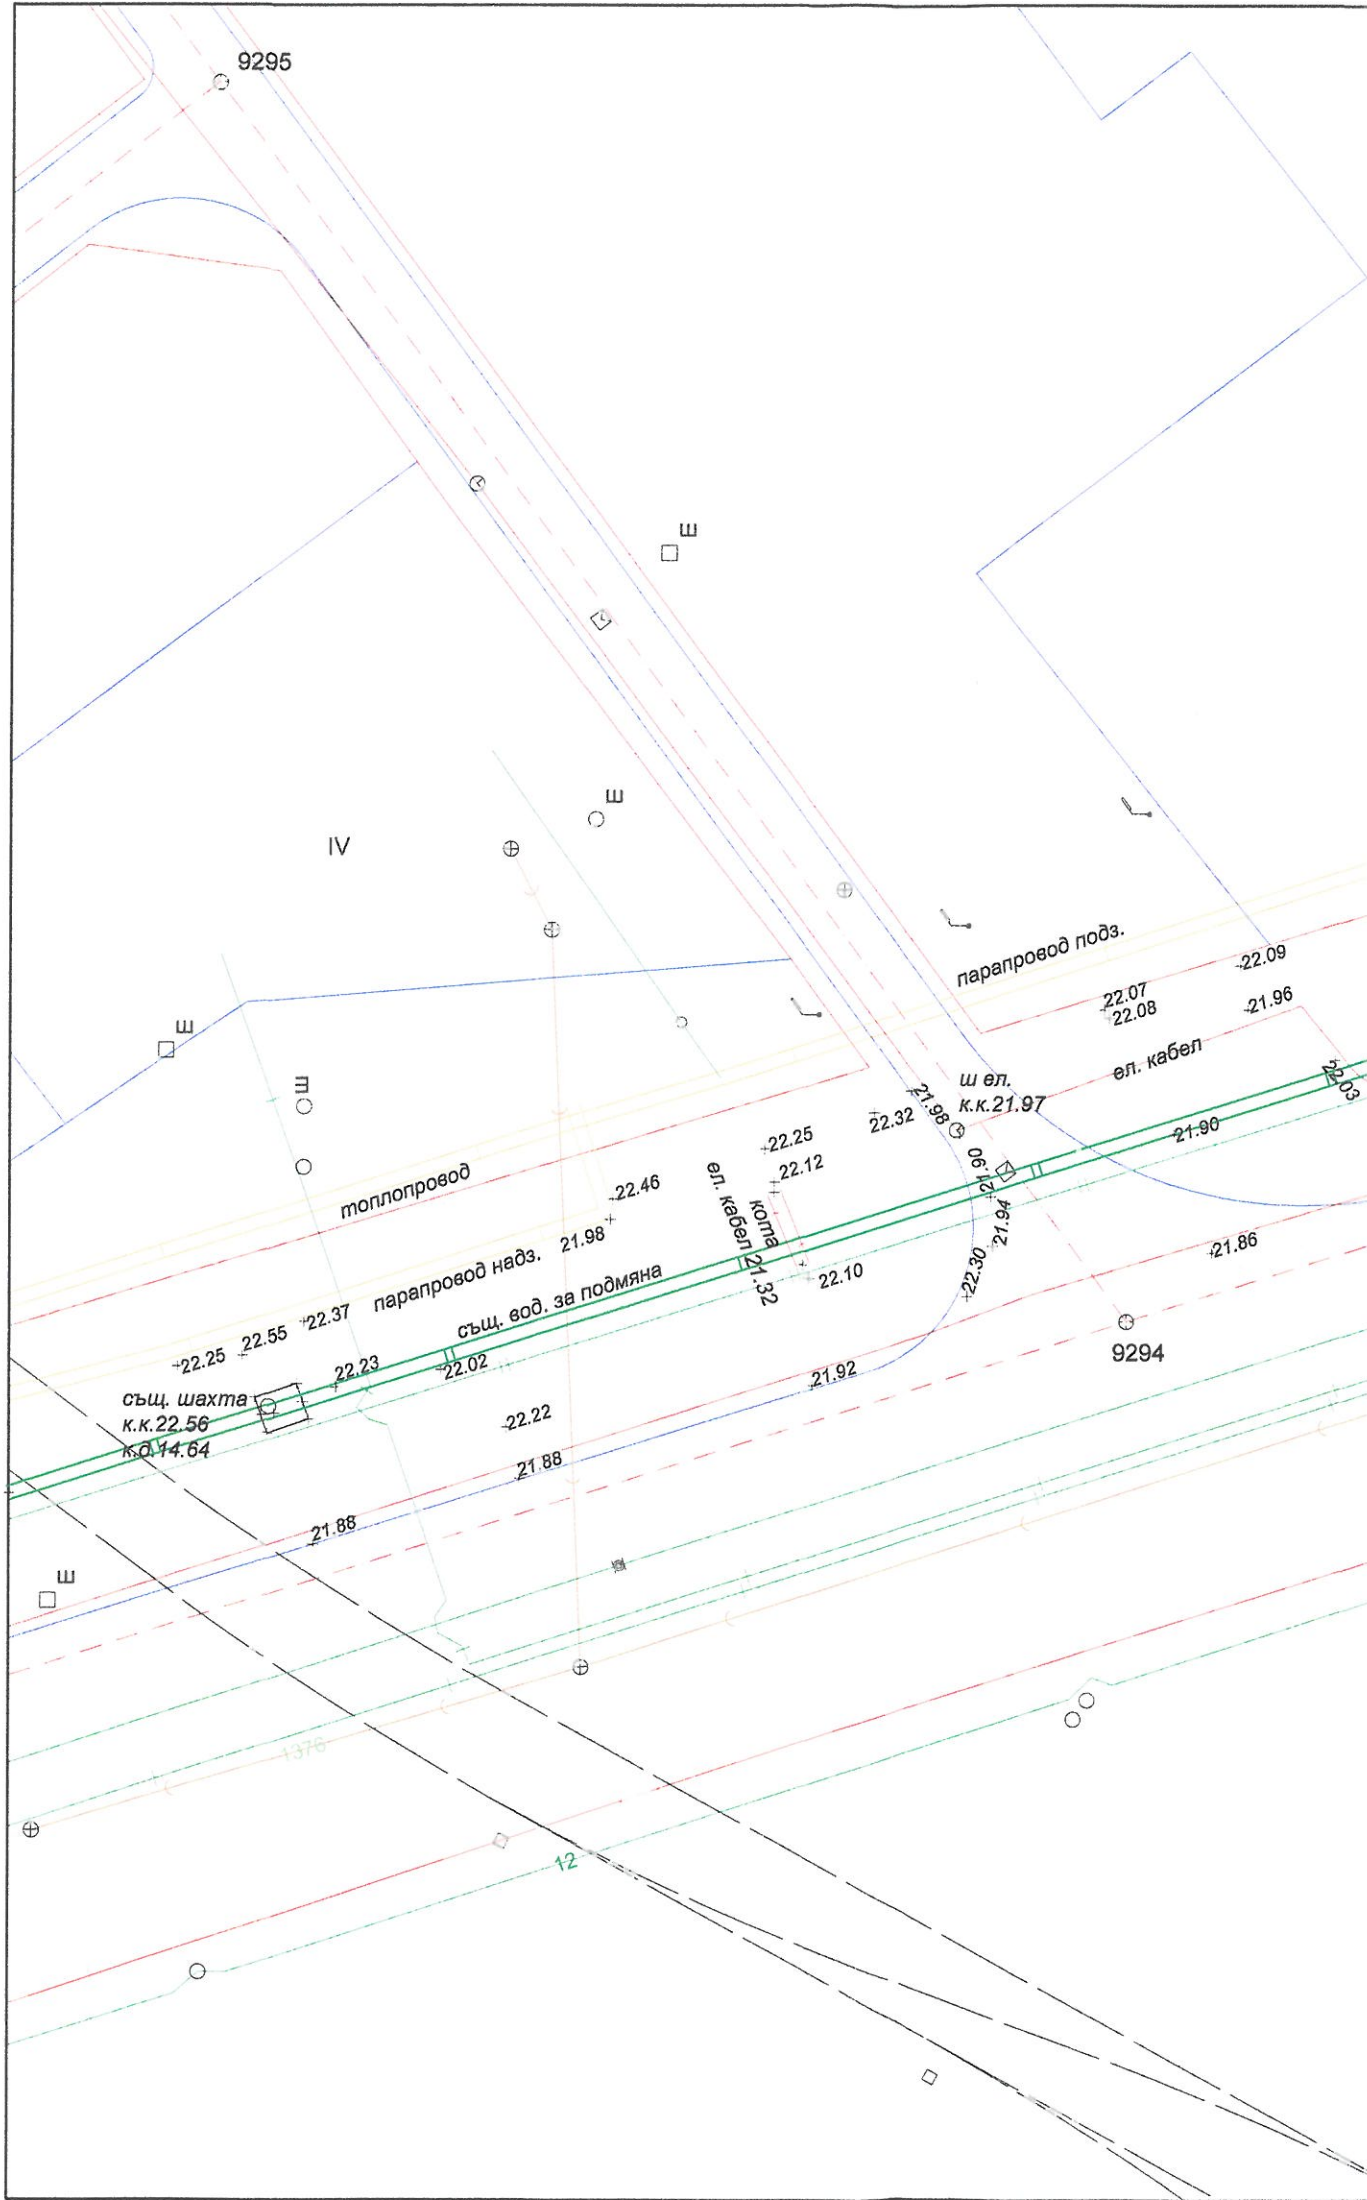 9295
Ш
Ш
IV
парапровод подз.
22.09
22.07
22.08
21.96
Ш
Ш
ел. кабел
ш ел.
к.к.21.97
22.03
21.98
22.32
21.90
22.25
22.12
21.90
топлопровод
22.46
ел. кабел 21.32
кота
21.94
21.98
21.86
парапровод надз.
22.30
22.10
същ. вод. за подмяна
22.37
22.55
22.25
9294
22.23
22.02
21.92
същ. шахта
к.к.22.56
к.д.14.64
22.22
21.88
21.88
Ш
1376
12